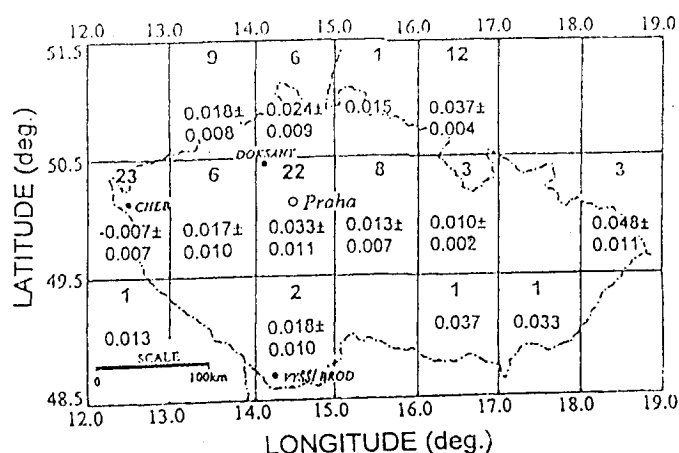 12.0 13.0 14.0 15.0 16.0 17.0 18.0 19.0
51.5
9 6 1 12
0.018± 0.024± 0.015 0.037±
0.008 0.009 0.004
DOKSANY
50.5
23 6 22 8 3 3
CHEB Praha
-0.007± 0.017± 0.033± 0.013± 0.010± 0.048±
0.007 0.010 0.011 0.007 0.002 0.011
49.5
1 2 1 1
0.013 0.018± 0.037 0.033
0.010
SCALE
0 100km
VYŠŠÍ BROD
48.5
12.0 13.0 14.0 15.0 16.0 17.0 18.0 19.0
LATITUDE (deg.)
LONGITUDE (deg.)